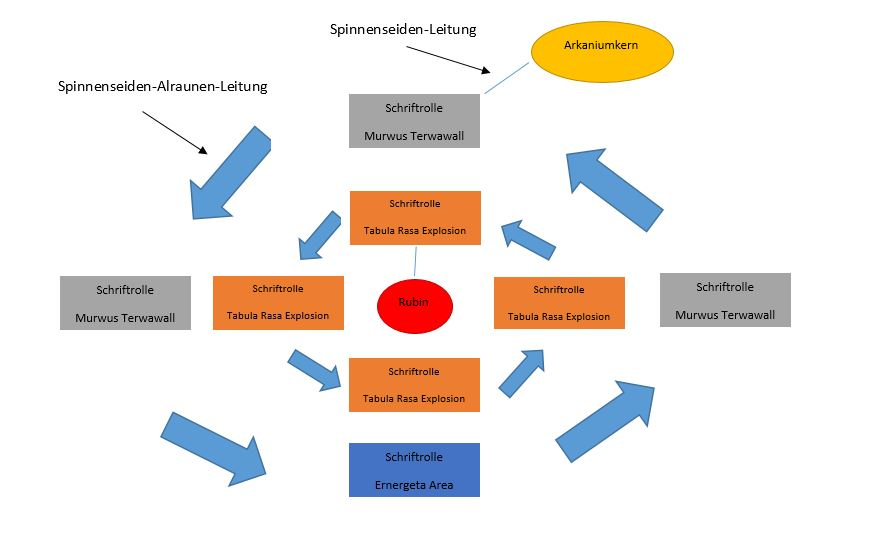 Spinnenseiden-Leitung
Arkaniumkern
Spinnenseiden-Alraunen-Leitung
Schriftrolle
Murwus Terwawall
Schriftrolle
Tabula Rasa Explosion
Schriftrolle
Murwus Terwawall
Schriftrolle
Tabula Rasa Explosion
Rubin
Schriftrolle
Tabula Rasa Explosion
Schriftrolle
Murwus Terwawall
Schriftrolle
Tabula Rasa Explosion
Schriftrolle
Ernergeta Area